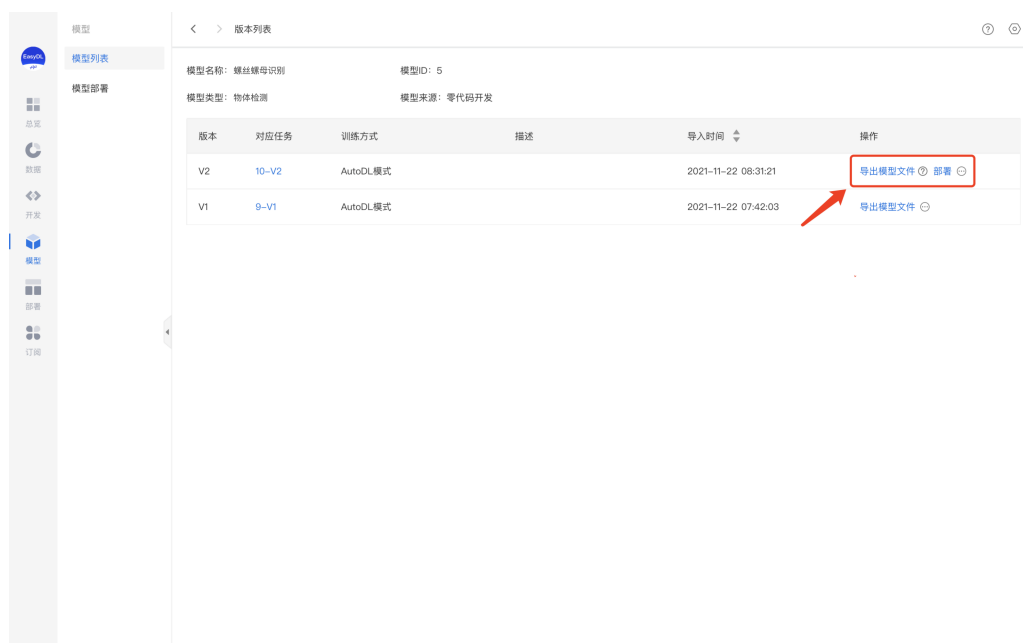 模型
版本列表
EasyDL
模型列表
模型名称：螺丝螺母识别
模型ID：5
模型部署
模型类型：物体检测
模型来源：零代码开发
总览
版本
对应任务
训练方式
描述
导入时间
操作
数据
V2
10-V2
AutoDL模式
2021-11-22 08:31:21
导出模型文件
部署
开发
V1
9-V1
AutoDL模式
2021-11-22 07:42:03
导出模型文件
模型
部署
订阅